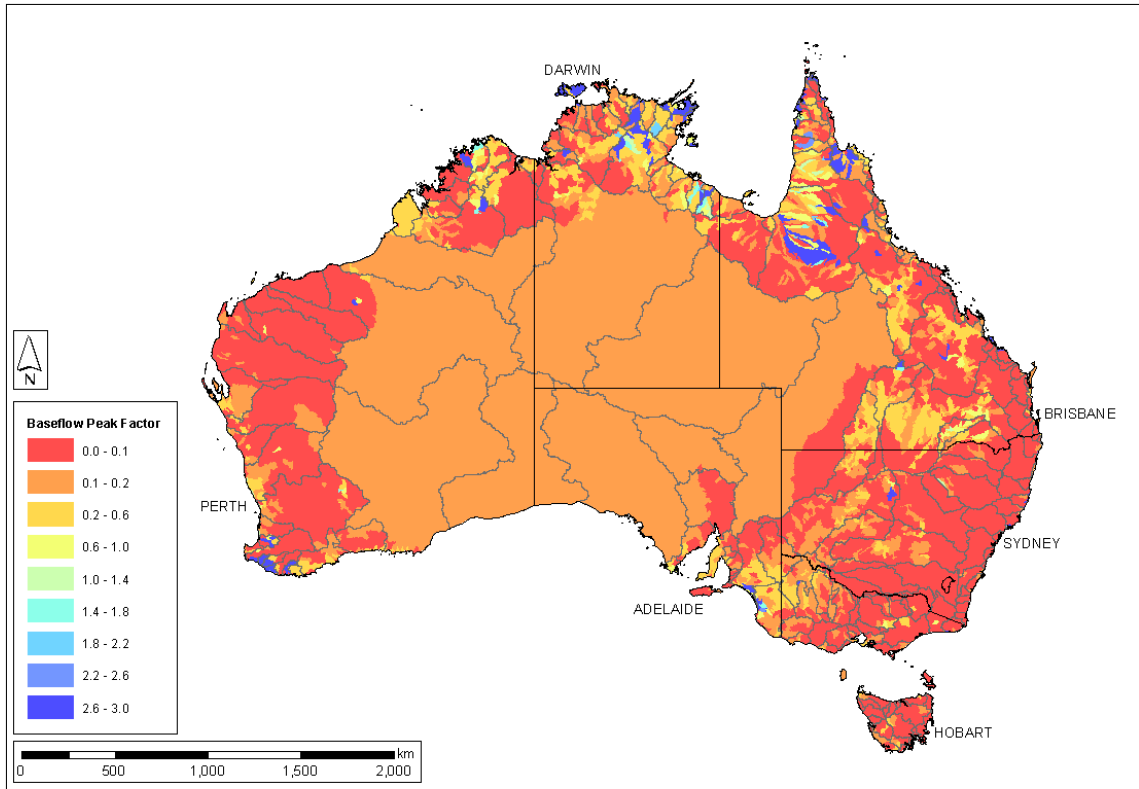 DARWIN
BRISBANE
PERTH
SYDNEY
ADELAIDE
HOBART
N
Baseflow Peak Factor
0.0 - 0.1
0.1 - 0.2
0.2 - 0.6
0.6 - 1.0
1.0 - 1.4
1.4 - 1.8
1.8 - 2.2
2.2 - 2.6
2.6 - 3.0
km
0 500 1,000 1,500 2,000